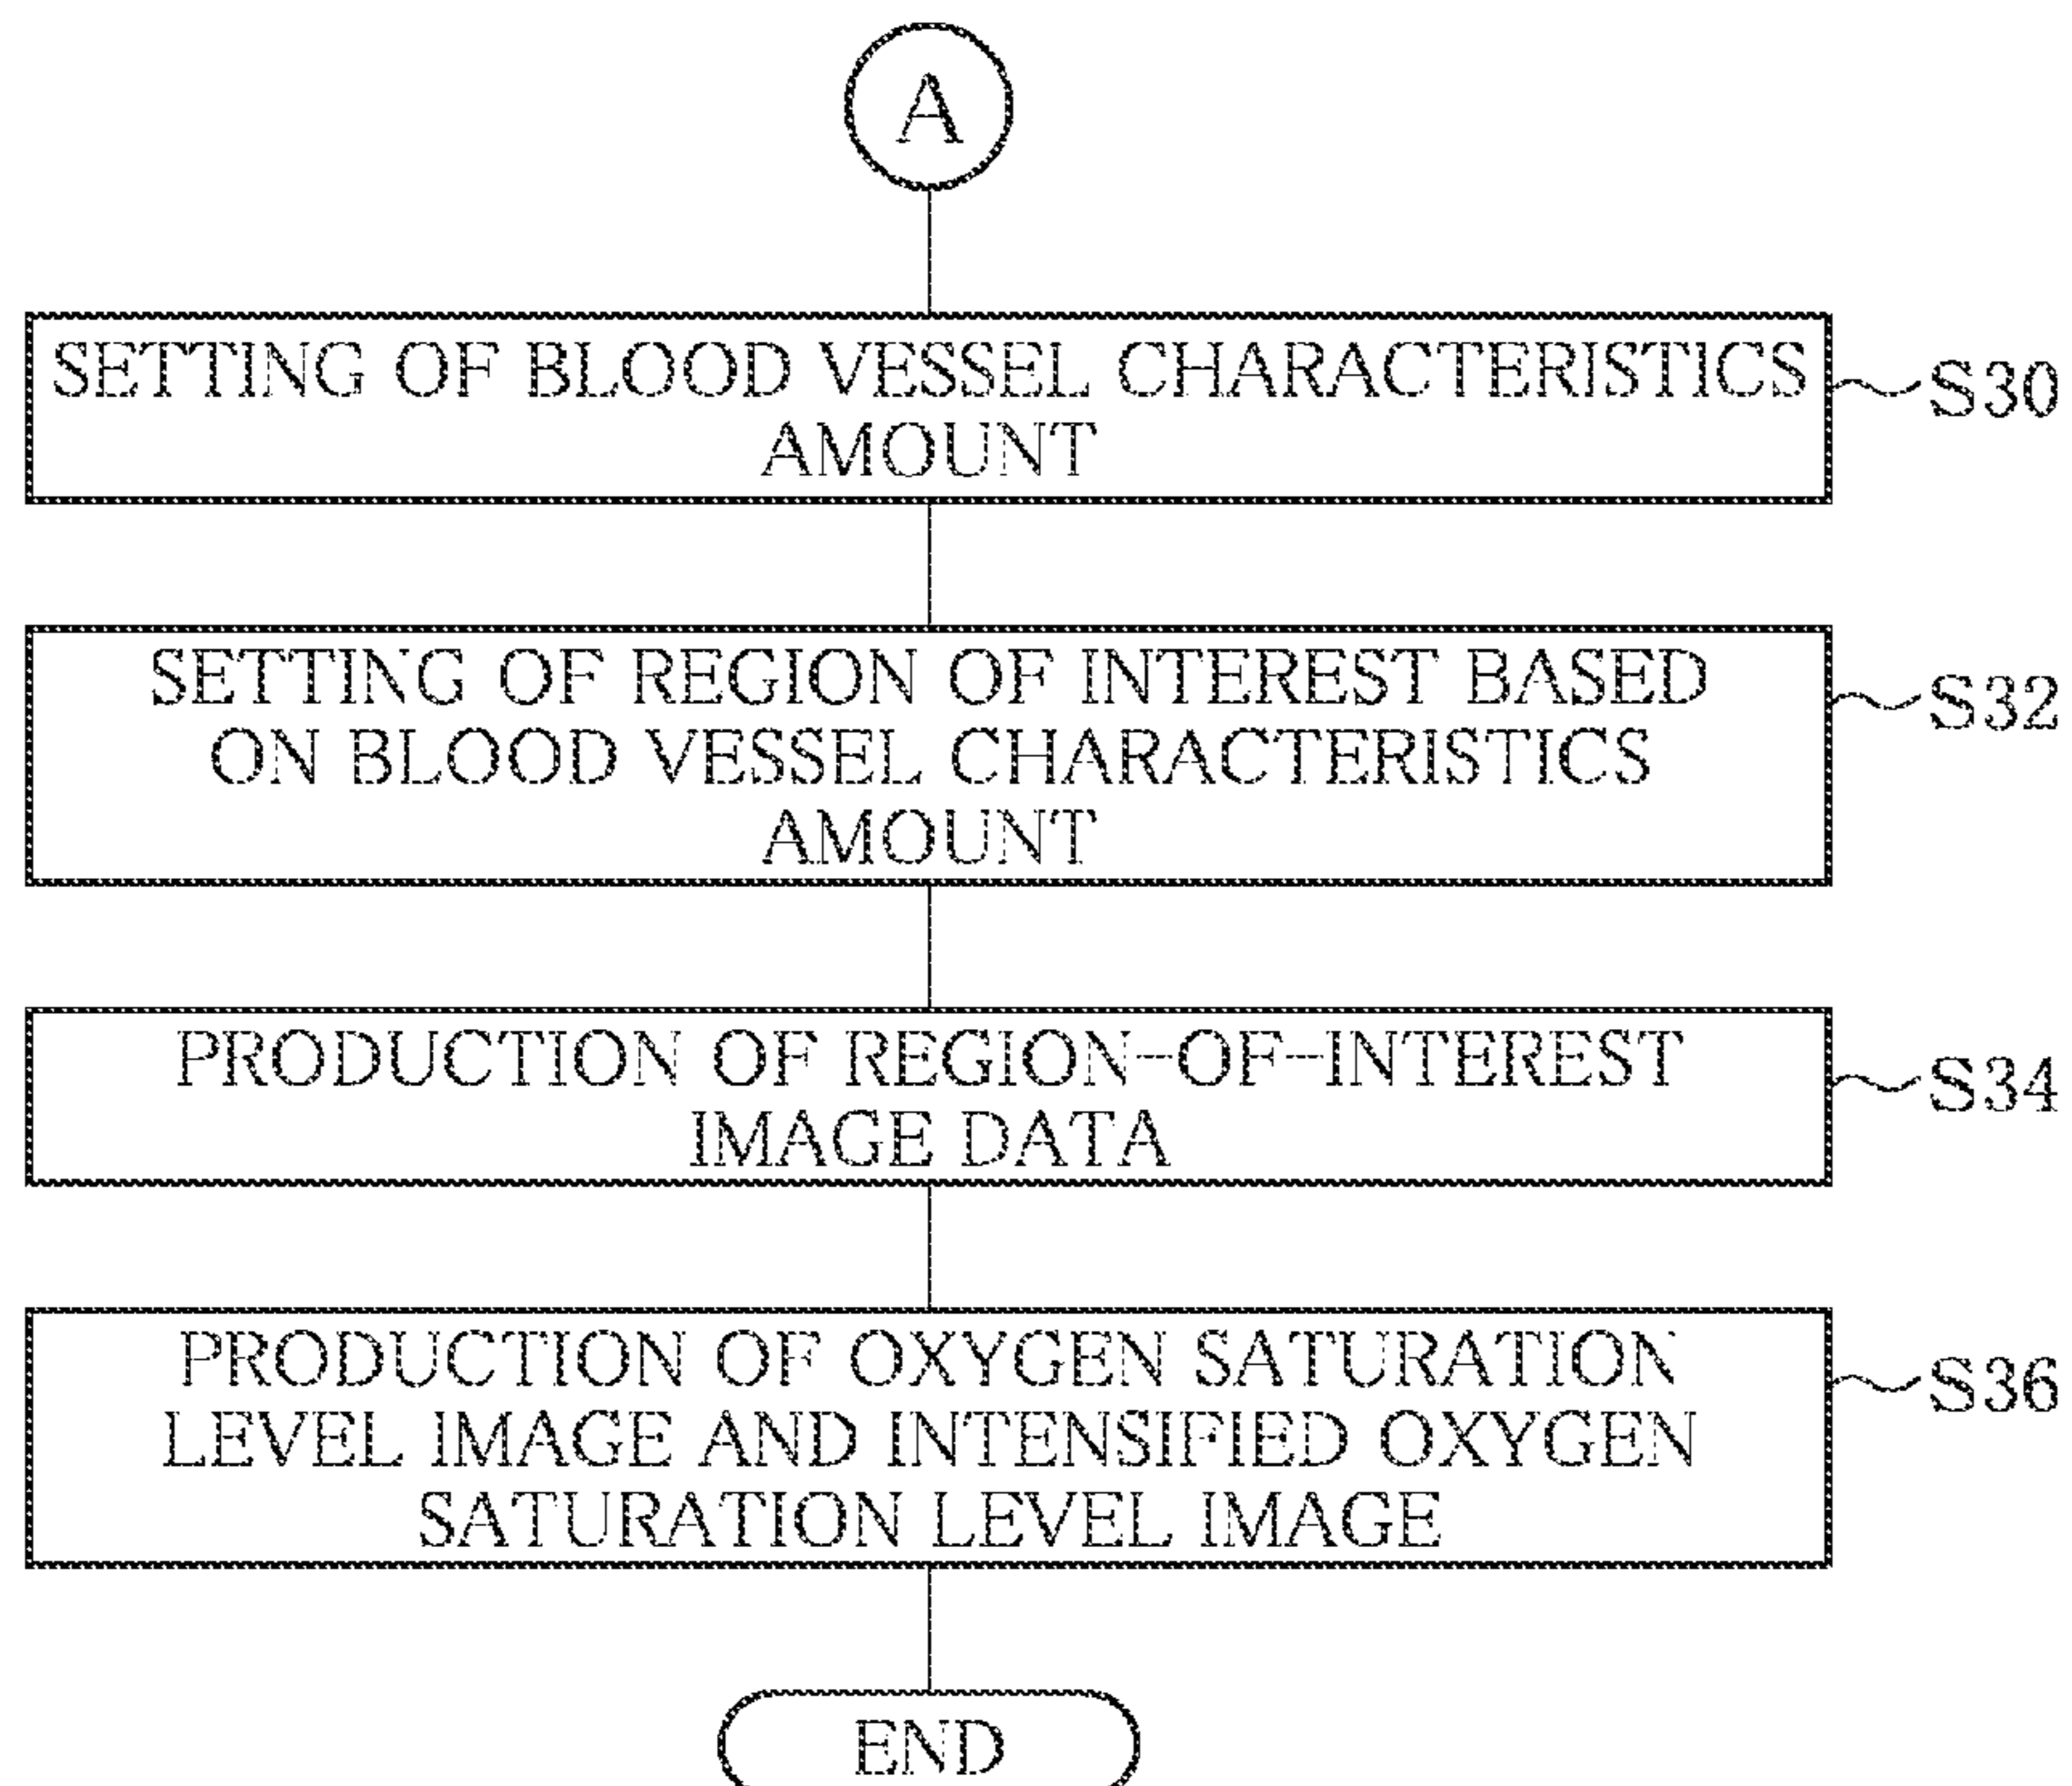 A
SETTING OF BLOOD VESSEL CHARACTERISTICS
AMOUNT
S30
SETTING OF REGION OF INTEREST BASED
ON BLOOD VESSEL CHARACTERISTICS
AMOUNT
S32
PRODUCTION OF REGION-OF-INTEREST
IMAGE DATA
S34
PRODUCTION OF OXYGEN SATURATION
LEVEL IMAGE AND INTENSIFIED OXYGEN
SATURATION LEVEL IMAGE
S36
END